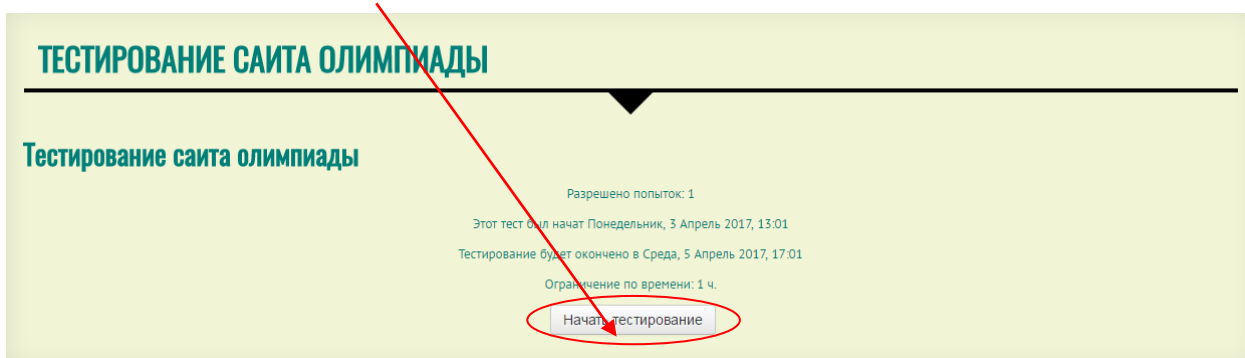 ТЕСТИРОВАНИЕ САИТА ОЛИМПИАДЫ
Тестирование саита олимпиады
Разрешено попыток: 1
Этот тест был начат Понедельник, 3 Апрель 2017, 13:01
Тестирование будет окончено в Среда, 5 Апрель 2017, 17:01
Ограничение по времени: 1 ч.
Начать тестирование